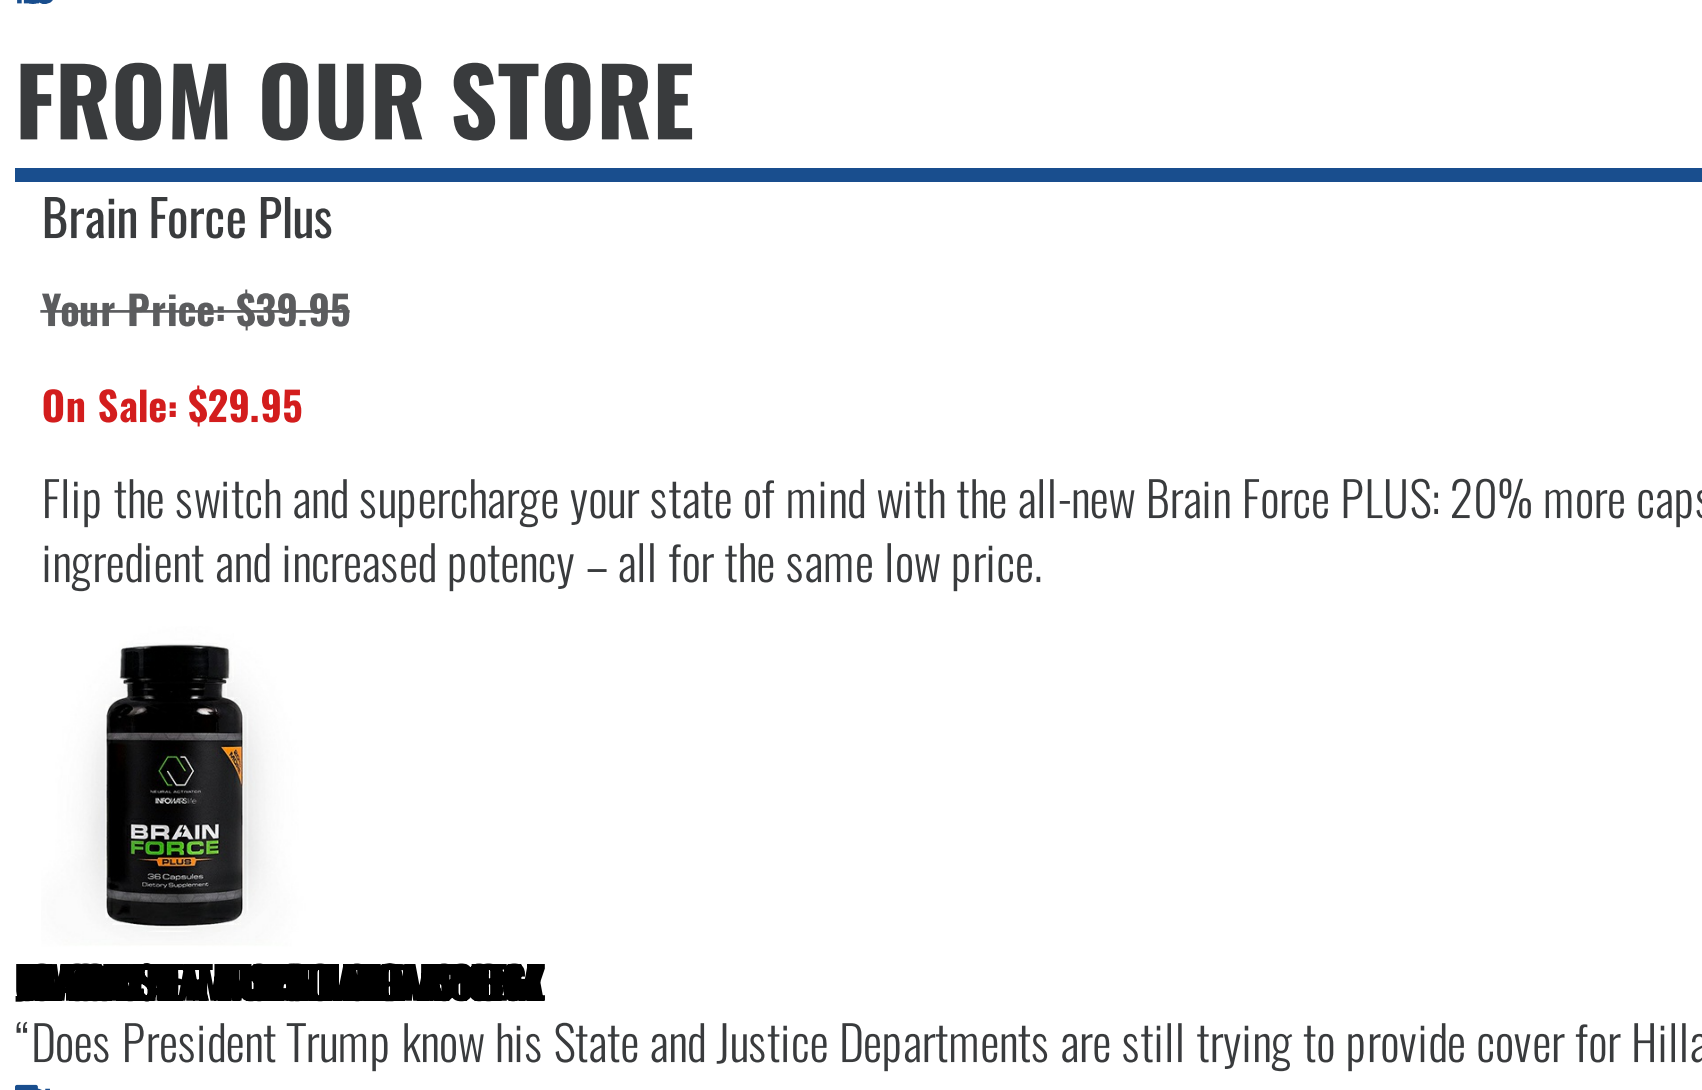 FROM OUR STORE
Brain Force Plus
Your Price: $39.95
On Sale: $29.95
Flip the switch and supercharge your state of mind with the all-new Brain Force PLUS: 20% more caps
ingredient and increased potency – all for the same low price.
NEURAL ACTIVATOR
INFOWARS life
BRAIN
FORCE
PLUS
36 Capsules
Dietary Supplement
“Does President Trump know his State and Justice Departments are still trying to provide cover for Hilla